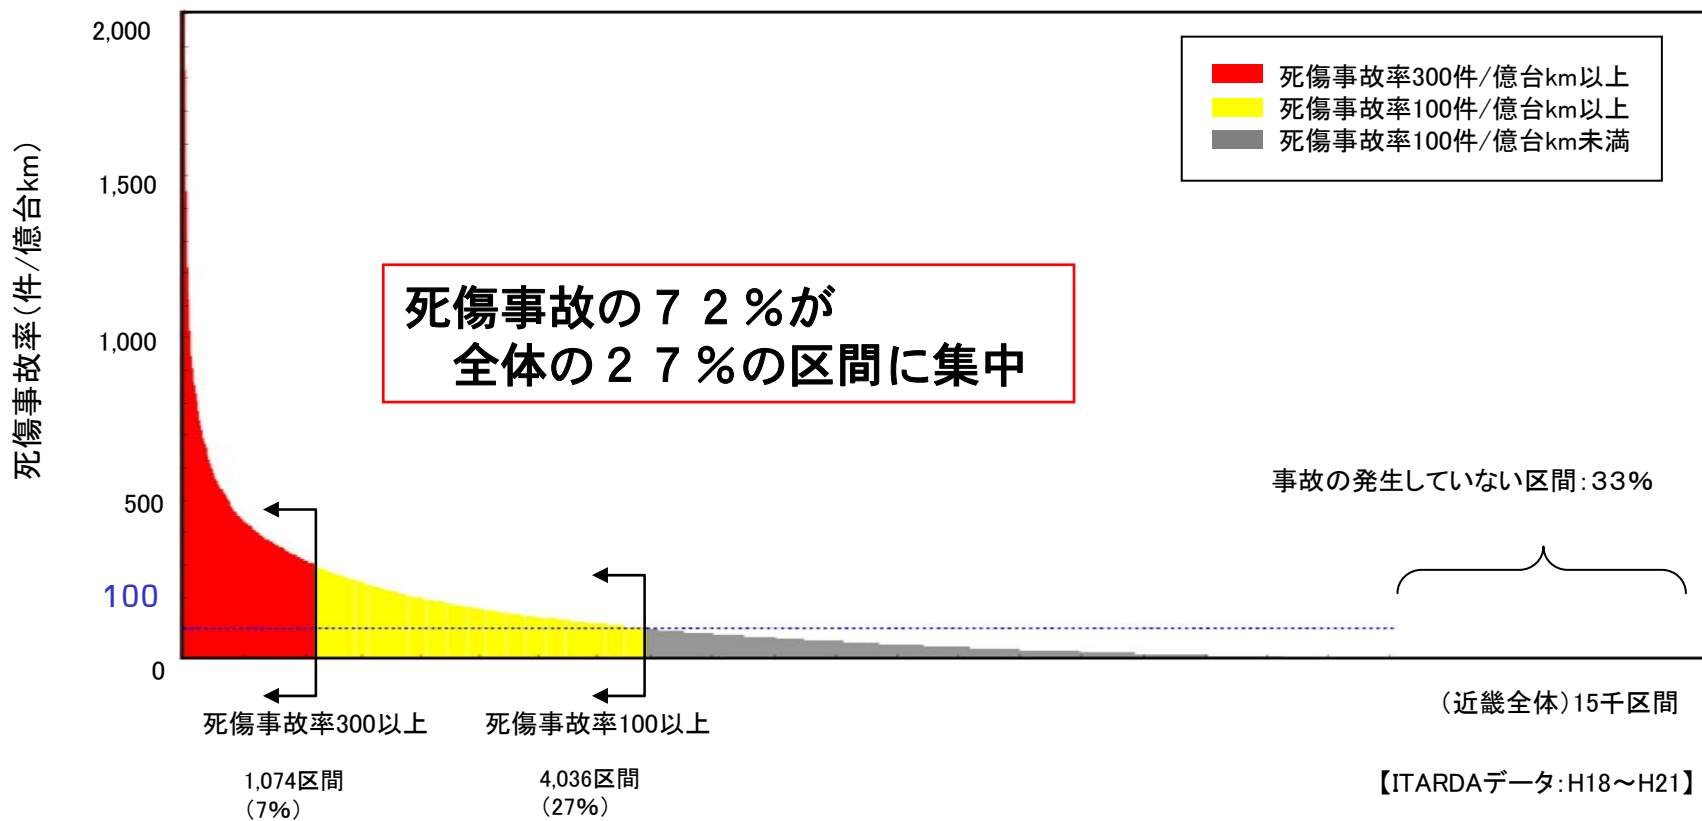 死傷事故率(件/億台km)
2,000
1,500
1,000
500
100
0
死傷事故率300件/億台km以上
死傷事故率100件/億台km以上
死傷事故率100件/億台km未満
死傷事故の７２％が
全体の２７％の区間に集中
事故の発生していない区間:33%
死傷事故率300以上
1,074区間
(7%)
死傷事故率100以上
4,036区間
(27%)
(近畿全体)15千区間
【ITARDAデータ:H18～H21】